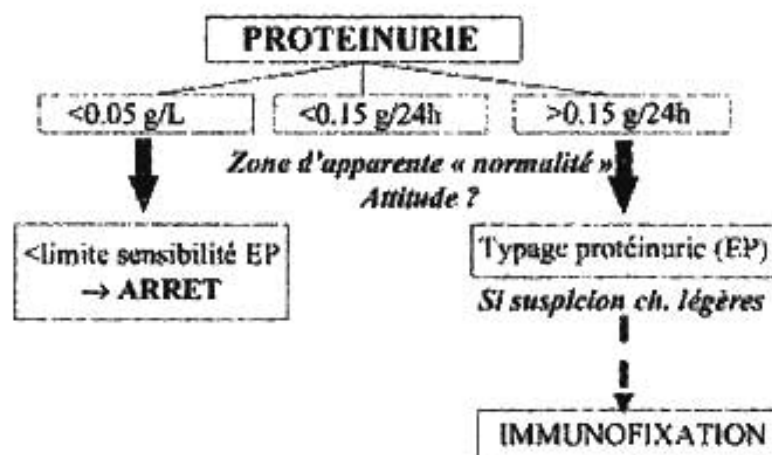 PROTEINURIE
<0.05 g/L
<0.15 g/24h
>0.15 g/24h
Zone d'apparente « normalité »
Attitude ?
<limite sensibilité EP
→ ARRET
Typage protéinurie (EP)
Si suspicion ch. légères
IMMUNOFIXATION